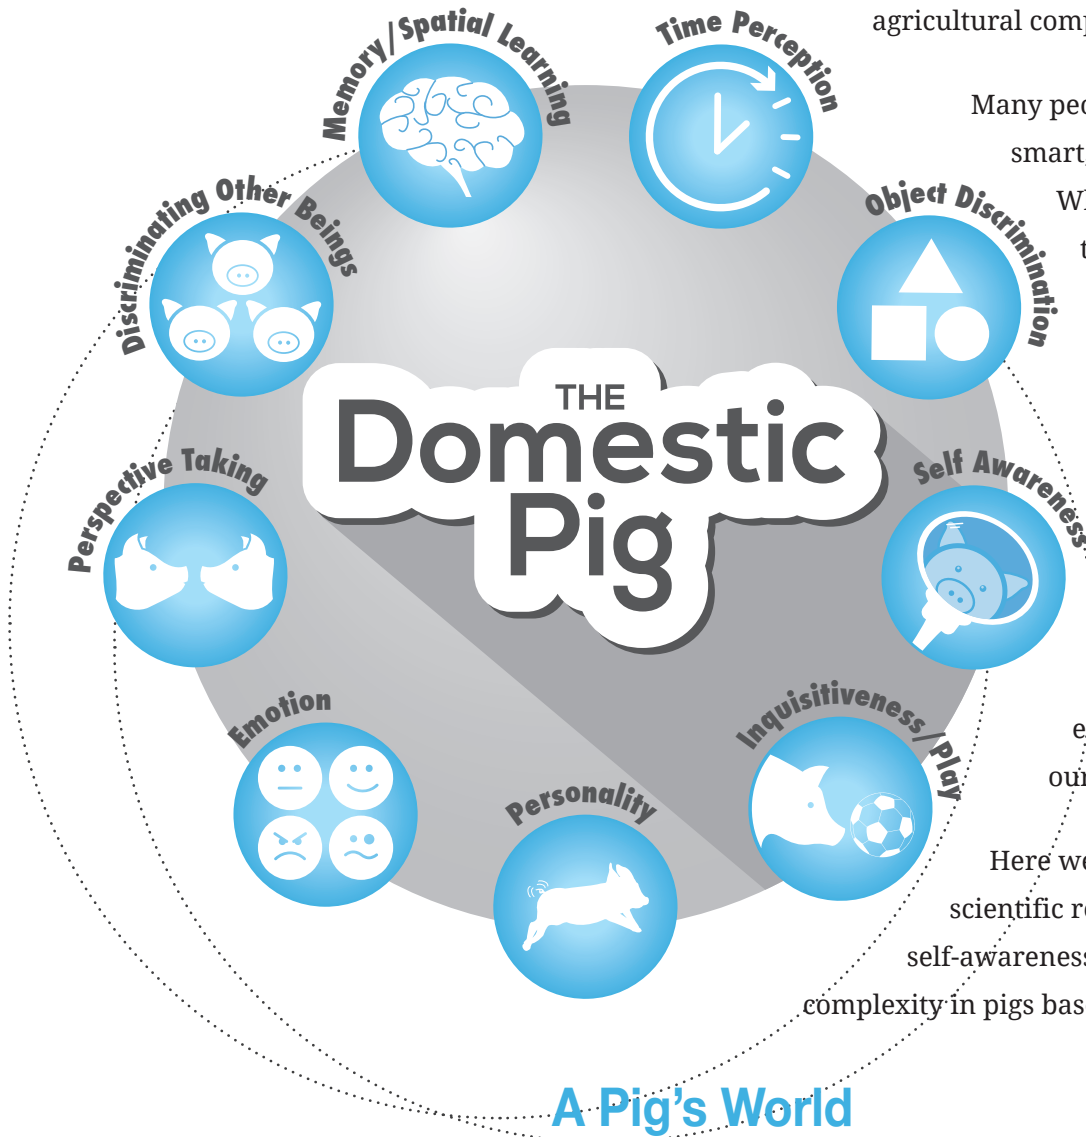 agricultural comp
Many peo
smart,
Wh
t
Memory/Spatial Learning
Time Perception
Object Discrimination
Discriminating Other Beings
THE
Domestic
Pig
Self Awareness
Perspective Taking
Inquisitiveness/Play
Emotion
Personality
e
our
Here we
scientific re
self-awareness
complexity in pigs bas
A Pig's World